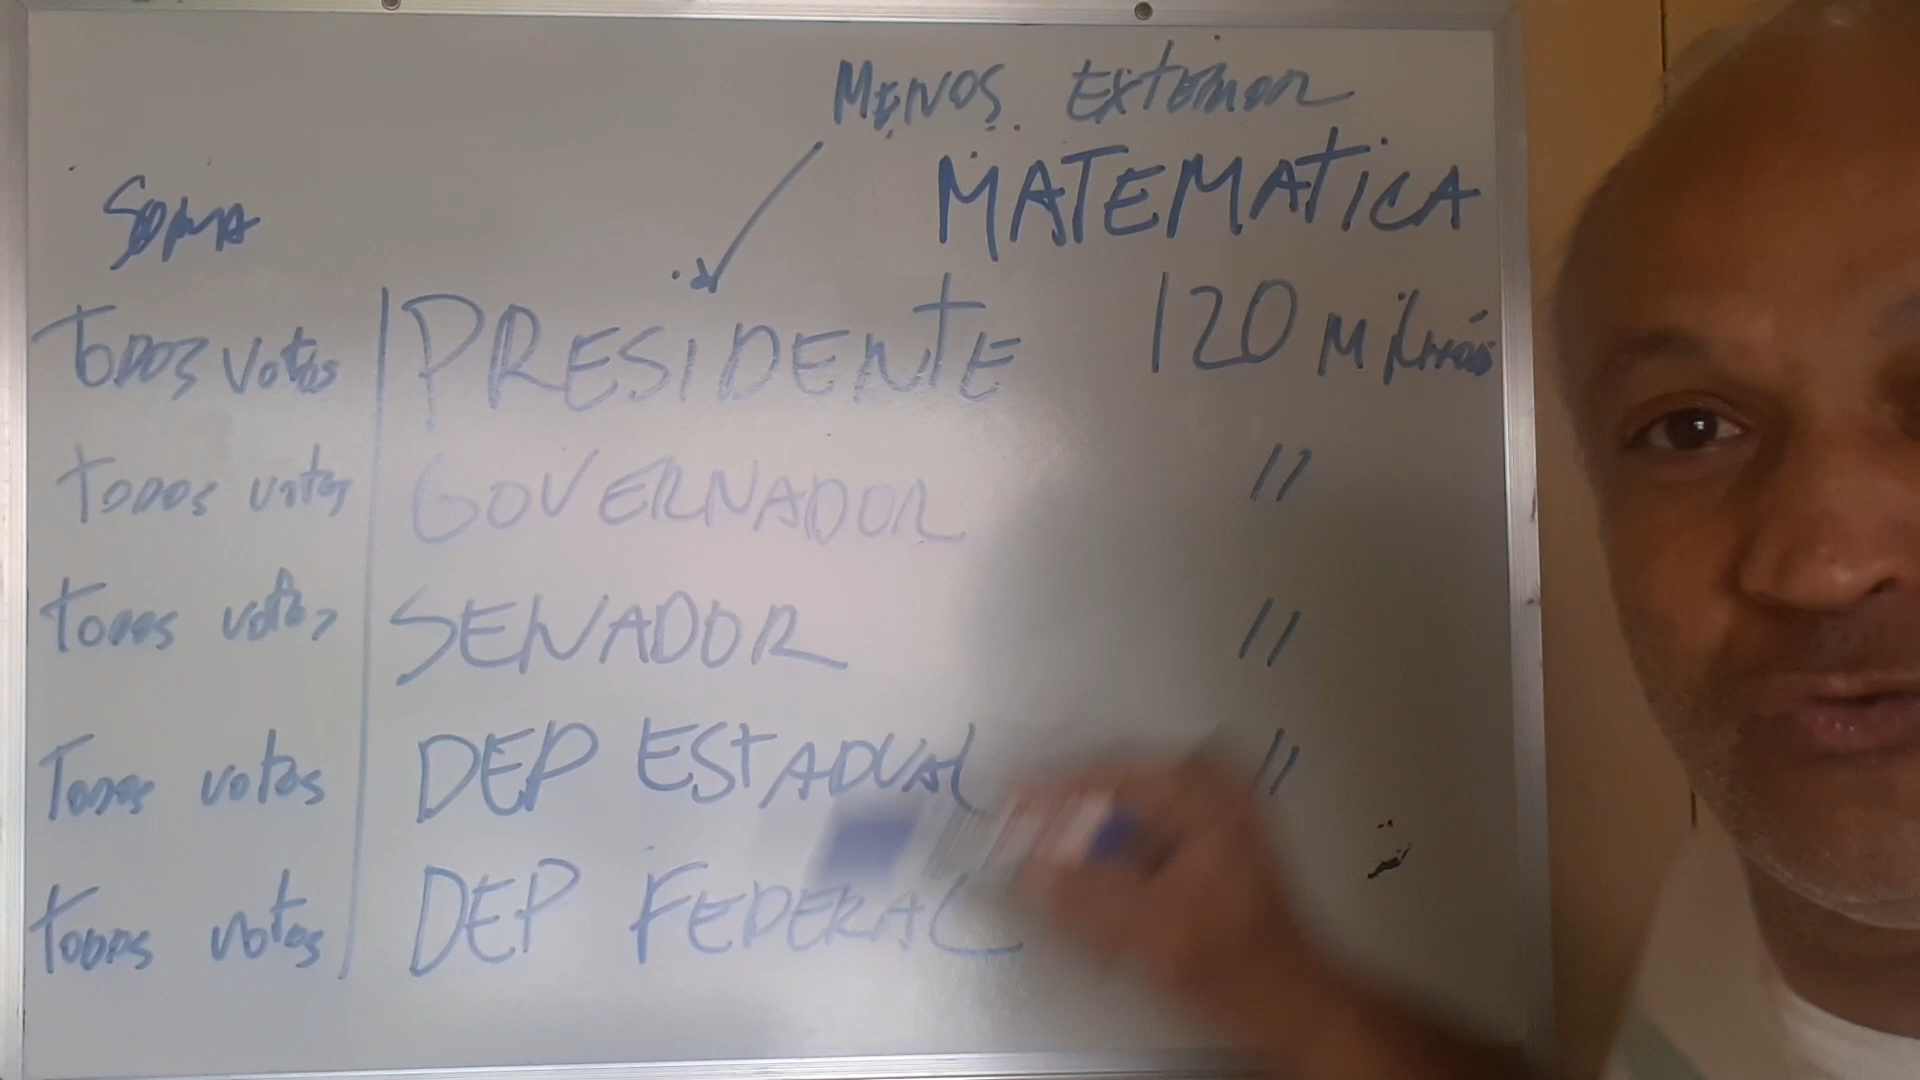 MENOS EXTERIOR
MATEMATICA
SOMA
TODOS VOTOS PRESIDENTE 120 MILHÕES
TODOS VOTOS GOVERNADOR "
TODOS VOTOS SENADOR "
TODOS VOTOS DEP ESTADUAL "
TODOS VOTOS DEP FEDERAL